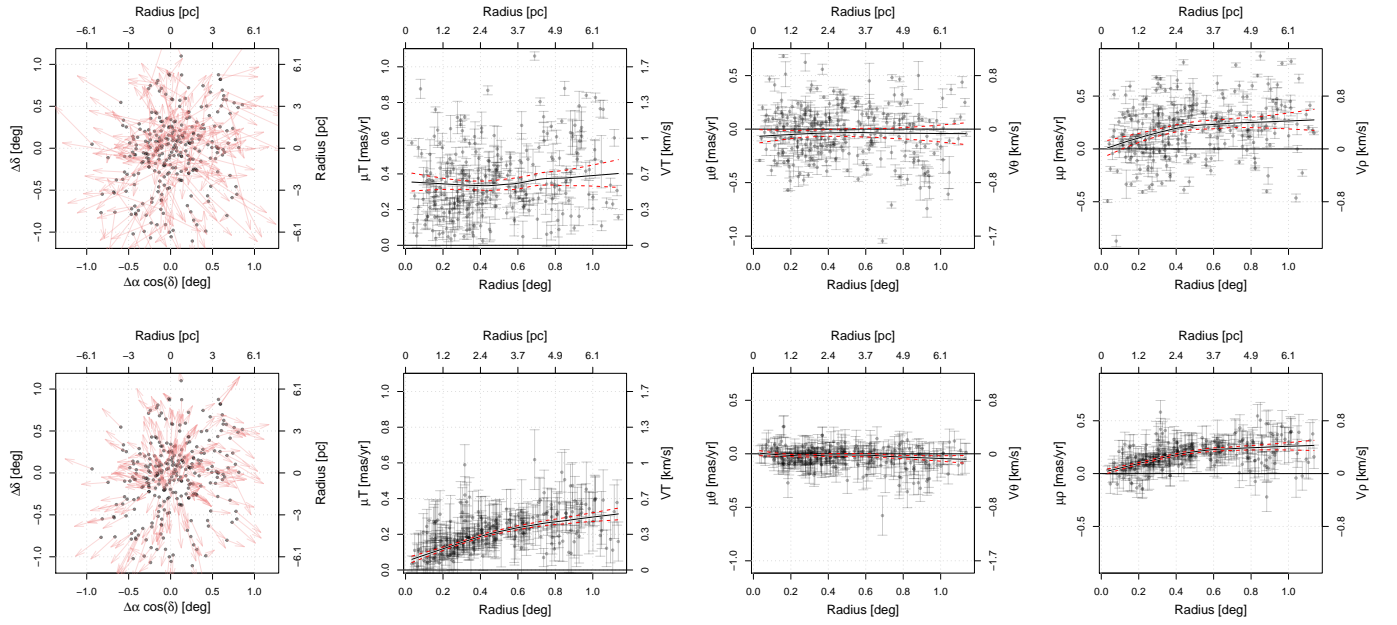 Radius [pc] Radius [pc] Radius [pc] Radius [pc]
−6.1 −3 0 3 6.1 0 1.2 2.4 3.7 4.9 6.1 0 1.2 2.4 3.7 4.9 6.1 0 1.2 2.4 3.7 4.9 6.1
Δδ [deg]
−1.0 −0.5 0.0 0.5 1.0
Radius [pc]
−6.1 −3 0 3 6.1
μT [mas/yr]
0.0 0.2 0.4 0.6 0.8 1.0
VT [km/s]
0 0.3 0.7 1 1.3 1.7
μθ [mas/yr]
−1.0 −0.5 0.0 0.5
Vθ [km/s]
−1.7 −0.8 0 0.8
μρ [mas/yr]
−0.5 0.0 0.5
Vρ [km/s]
−0.8 0 0.8
−1.0 −0.5 0.0 0.5 1.0 0.0 0.2 0.4 0.6 0.8 1.0 0.0 0.2 0.4 0.6 0.8 1.0 0.0 0.2 0.4 0.6 0.8 1.0
Δα cos(δ) [deg] Radius [deg] Radius [deg] Radius [deg]
Radius [pc] Radius [pc] Radius [pc] Radius [pc]
−6.1 −3 0 3 6.1 0 1.2 2.4 3.7 4.9 6.1 0 1.2 2.4 3.7 4.9 6.1 0 1.2 2.4 3.7 4.9 6.1
Δδ [deg]
−1.0 −0.5 0.0 0.5 1.0
Radius [pc]
−6.1 −3 0 3 6.1
μT [mas/yr]
0.0 0.2 0.4 0.6 0.8 1.0
VT [km/s]
0 0.3 0.7 1 1.3 1.7
μθ [mas/yr]
−1.0 −0.5 0.0 0.5
Vθ [km/s]
−1.7 −0.8 0 0.8
μρ [mas/yr]
−0.5 0.0 0.5
Vρ [km/s]
−0.8 0 0.8
−1.0 −0.5 0.0 0.5 1.0 0.0 0.2 0.4 0.6 0.8 1.0 0.0 0.2 0.4 0.6 0.8 1.0 0.0 0.2 0.4 0.6 0.8 1.0
Δα cos(δ) [deg] Radius [deg] Radius [deg] Radius [deg]